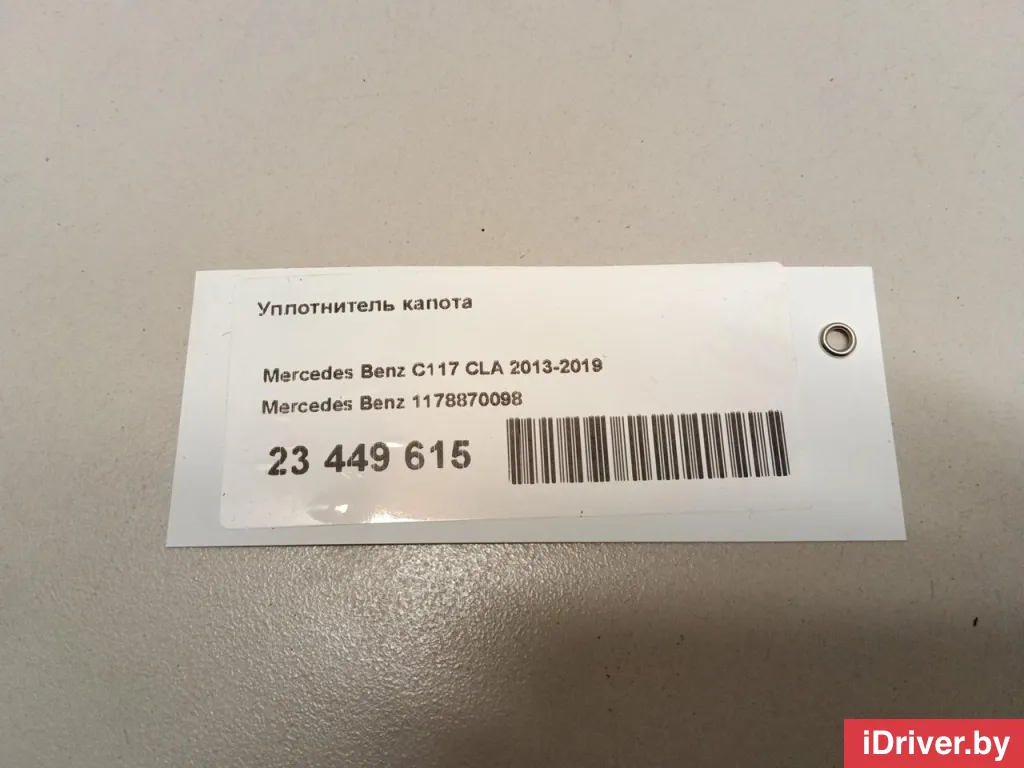 Уплотнитель капота
Mercedes Benz C117 CLA 2013-2019
Mercedes Benz 1178870098
23 449 615
iDriver.by